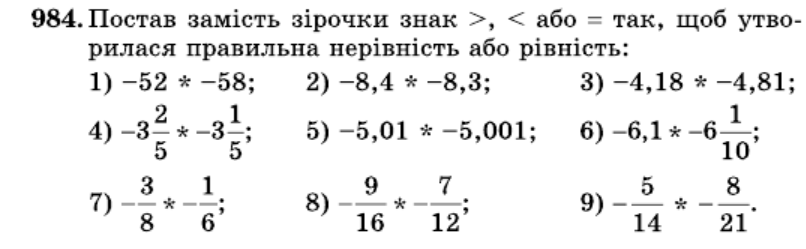 984. Постав замість зірочки знак >, < або = так, щоб утво-
рилася правильна нерівність або рівність:
1) –52 * –58; 2) –8,4 * –8,3; 3) –4,18 * –4,81;
4) –3 2/5 * –3 1/5; 5) –5,01 * –5,001; 6) –6,1 * –6 1/10;
7) –3/8 * –1/6; 8) –9/16 * –7/12; 9) –5/14 * –8/21.